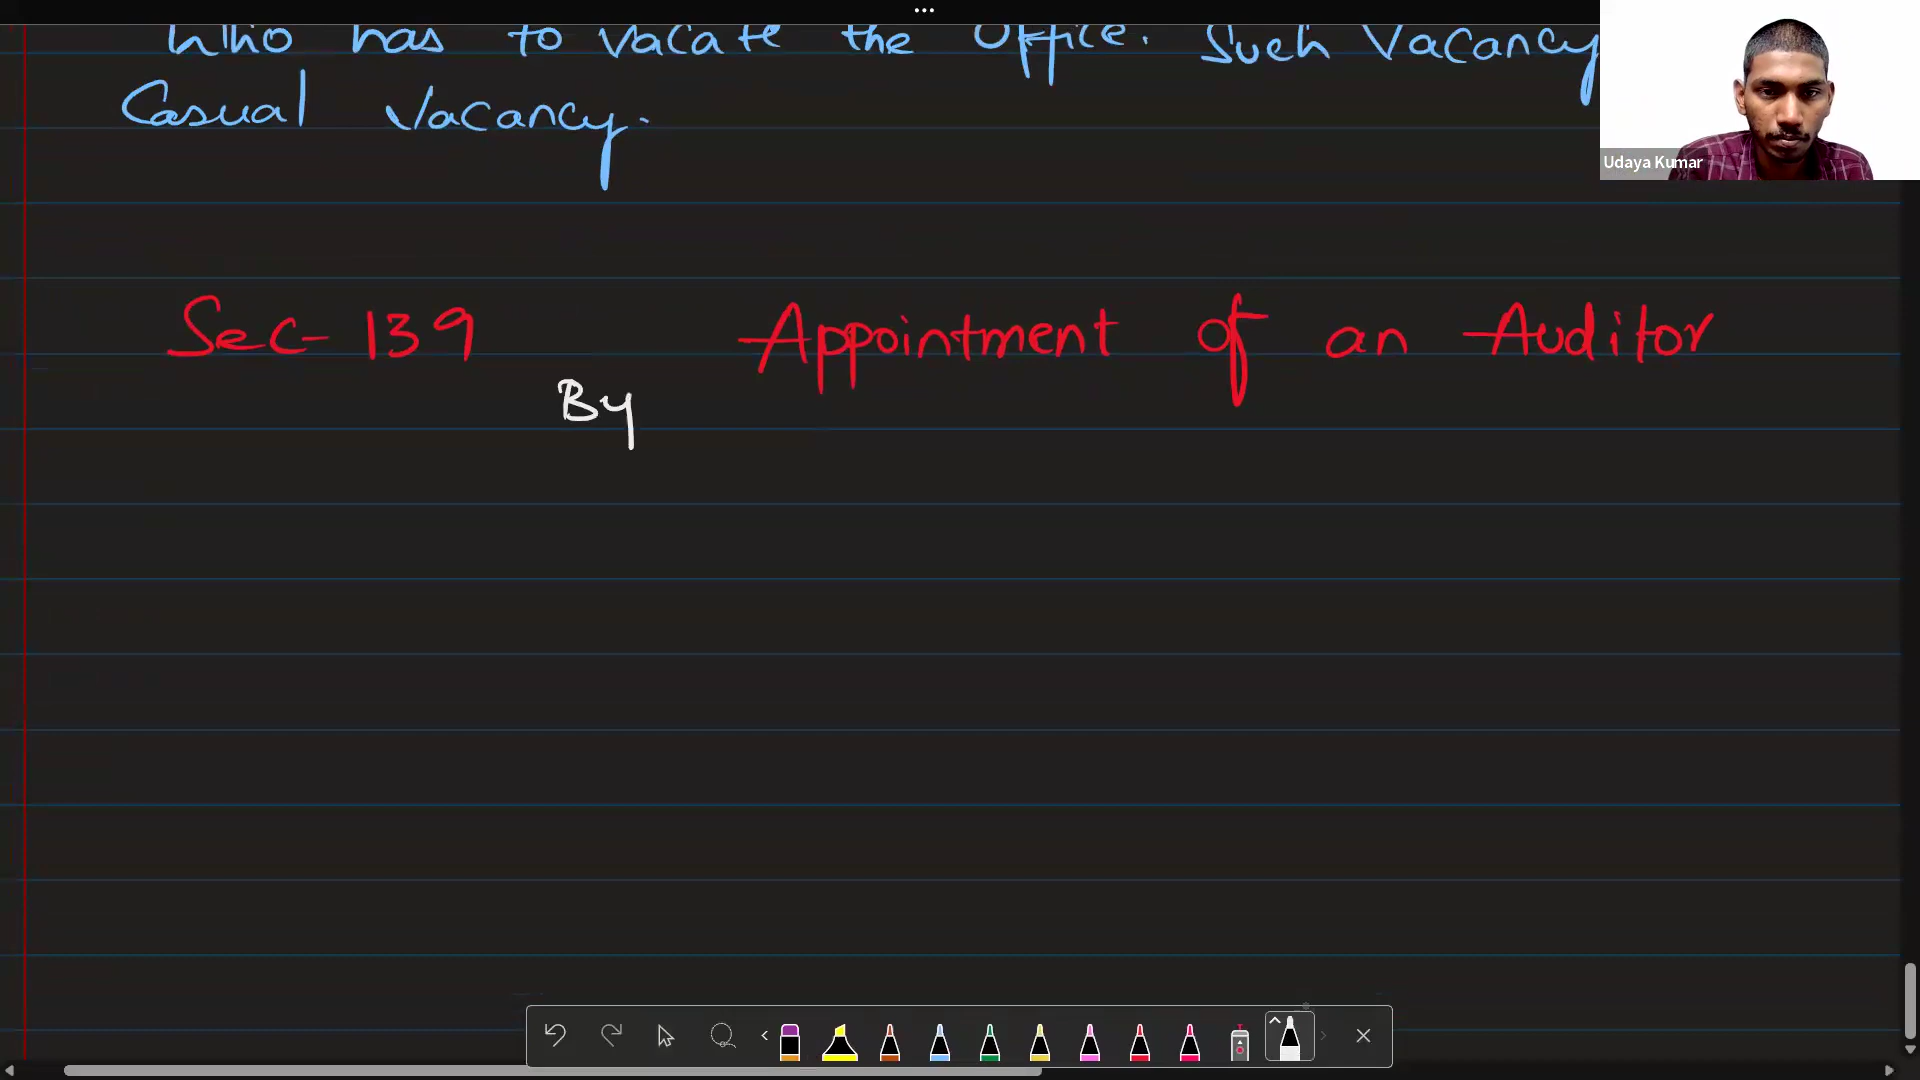 Who has to vacate the office. Such Vacancy
Casual Vacancy.
Udaya Kumar
Sec-139 Appointment of an Auditor
By